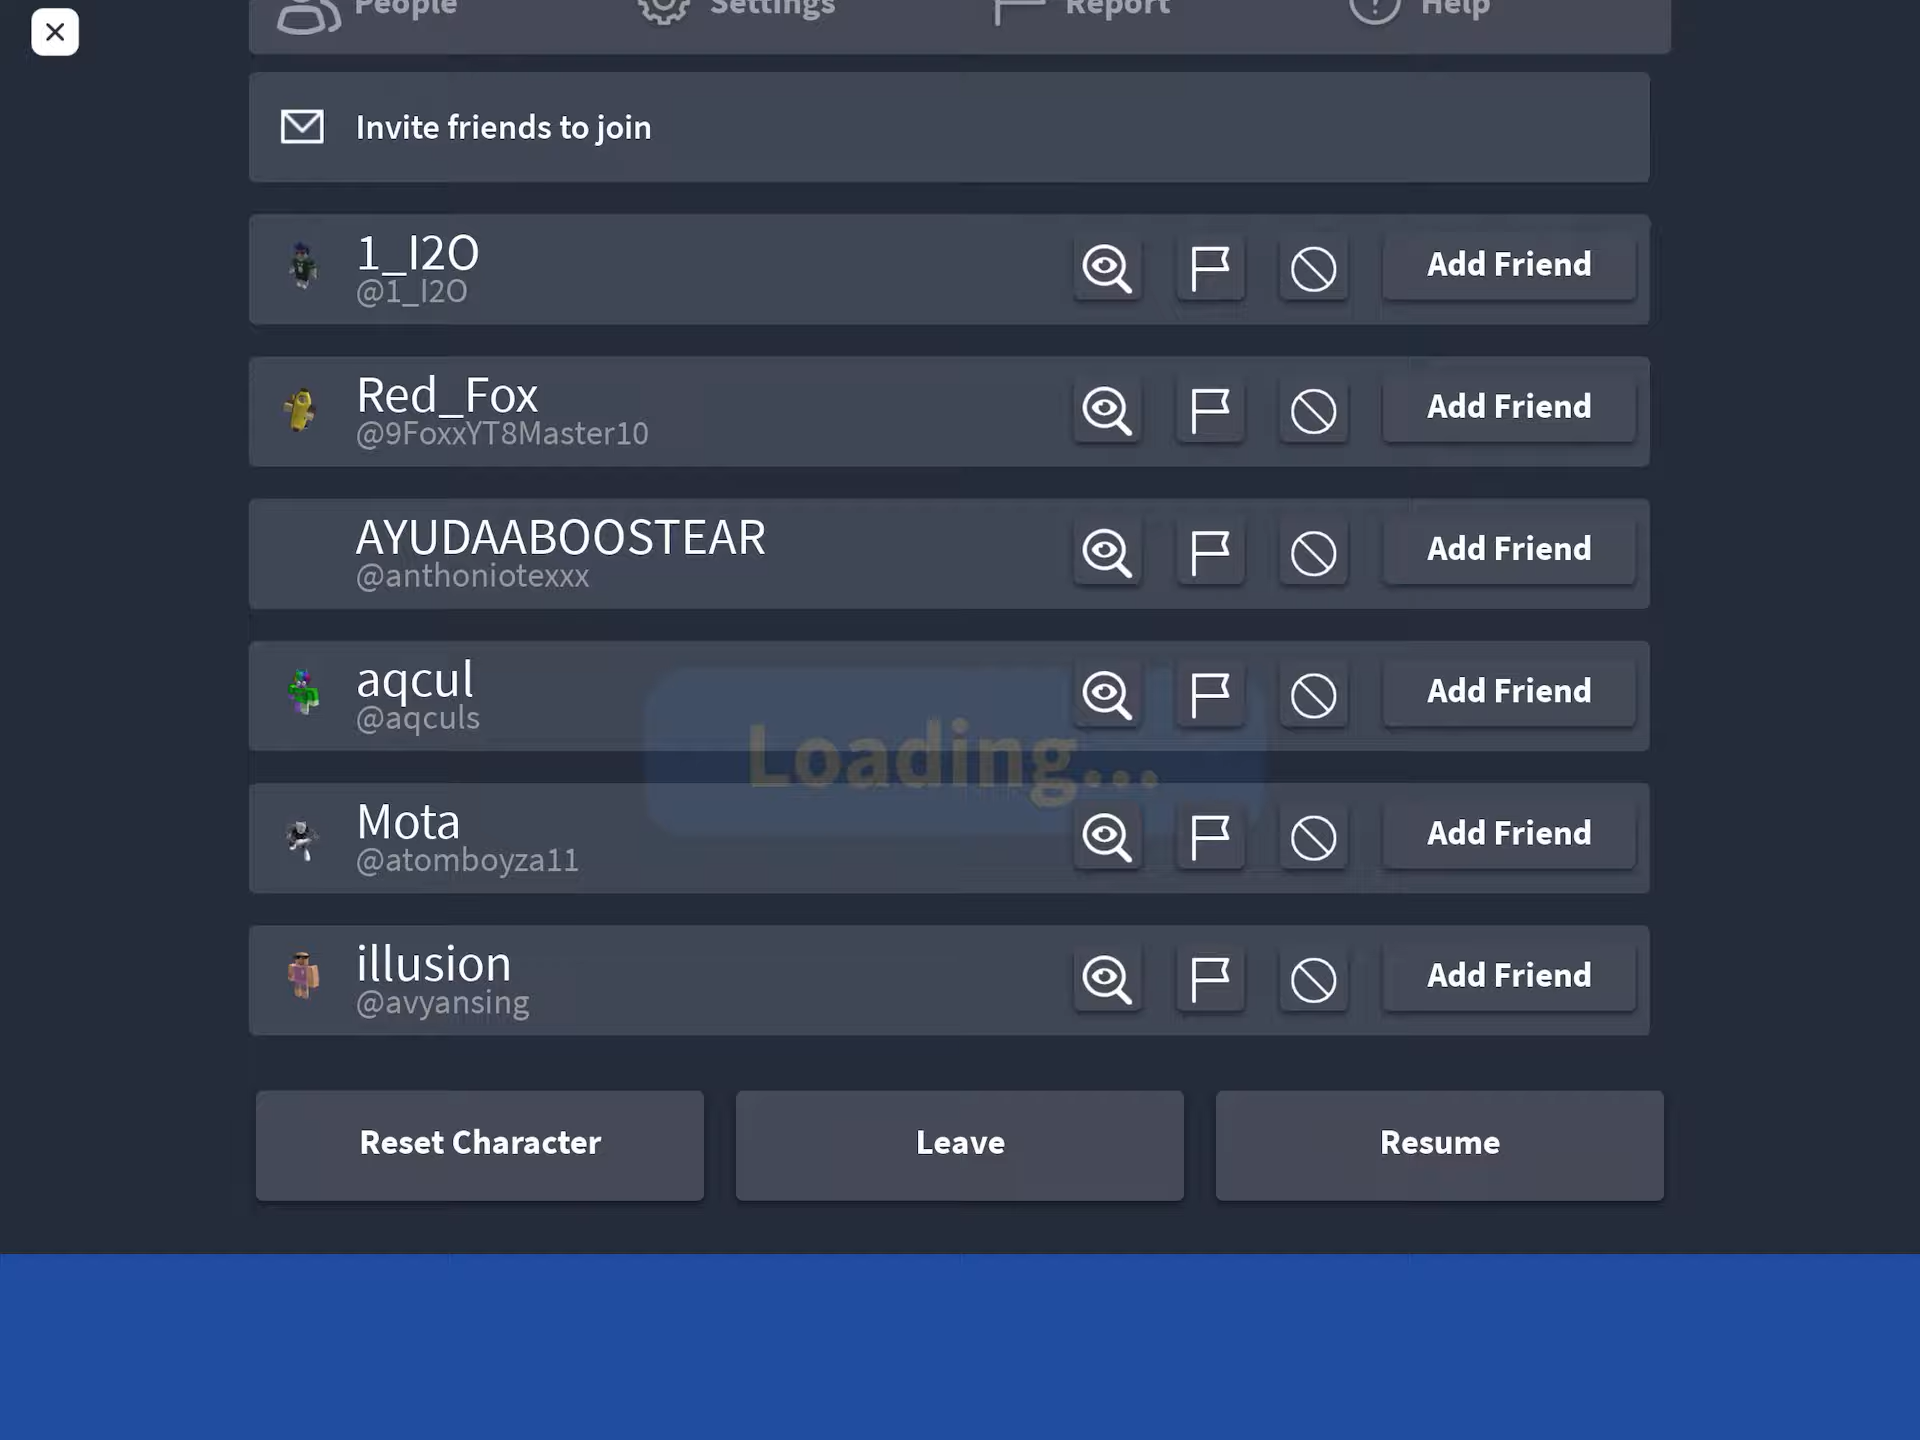 People Settings Report Help
Invite friends to join
1_I2O
@1_I2O
Add Friend
Red_Fox
@9FoxxYT8Master10
Add Friend
AYUDAABOOSTEAR
@anthoniotexxx
Add Friend
aqcul
@aqculs
Add Friend
Loading...
Mota
@atomboyza11
Add Friend
illusion
@avyansing
Add Friend
Reset Character Leave Resume